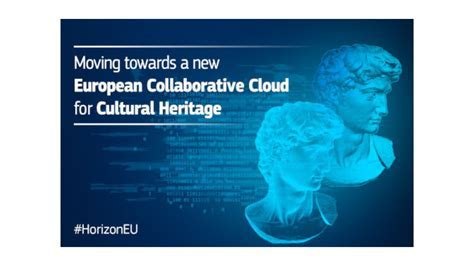 Moving towards a new
European Collaborative Cloud
for Cultural Heritage
#HorizonEU